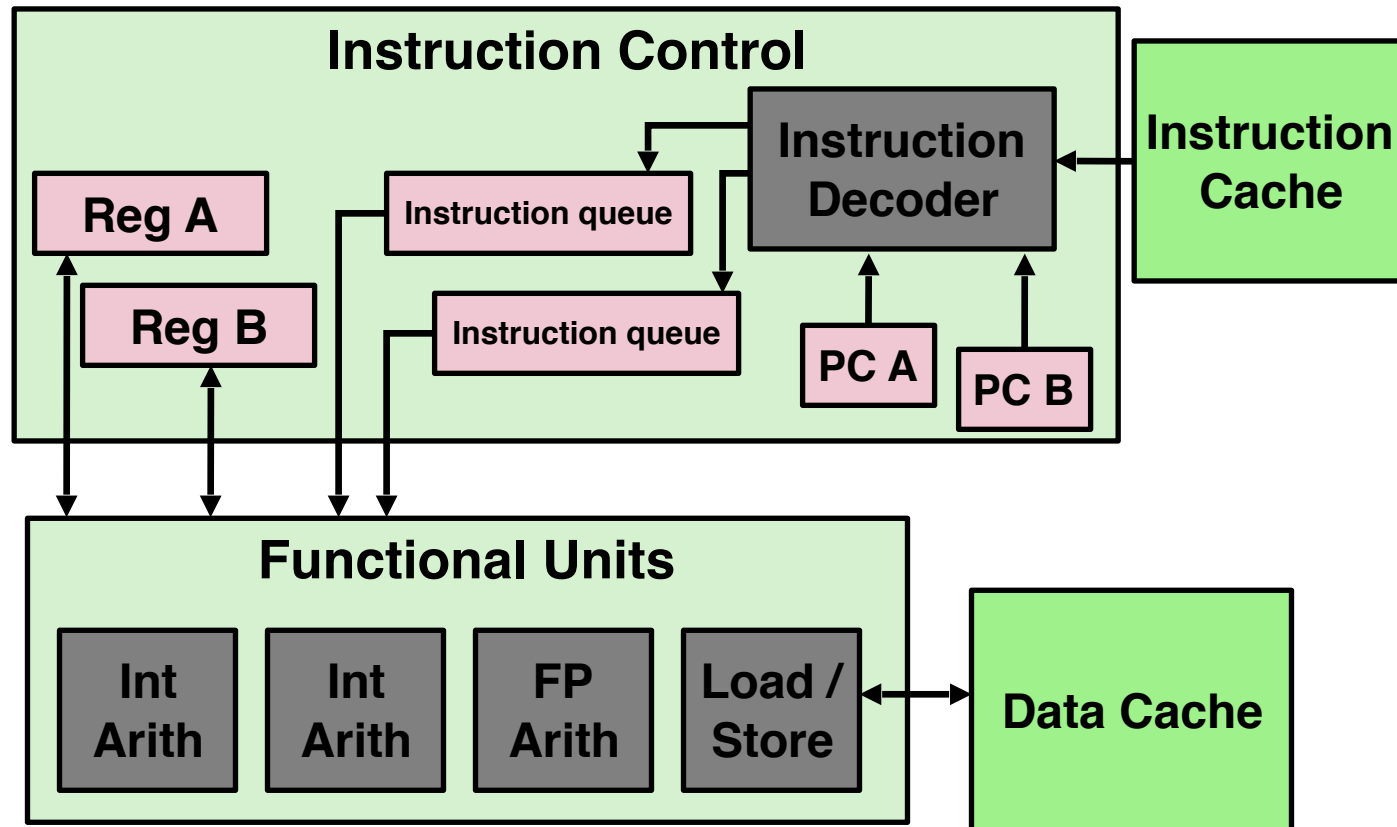 Instruction Control
Instruction
Decoder
Instruction
Cache
Reg A
Instruction queue
Reg B
Instruction queue
PC A
PC B
Functional Units
Int
Arith
Int
Arith
FP
Arith
Load /
Store
Data Cache